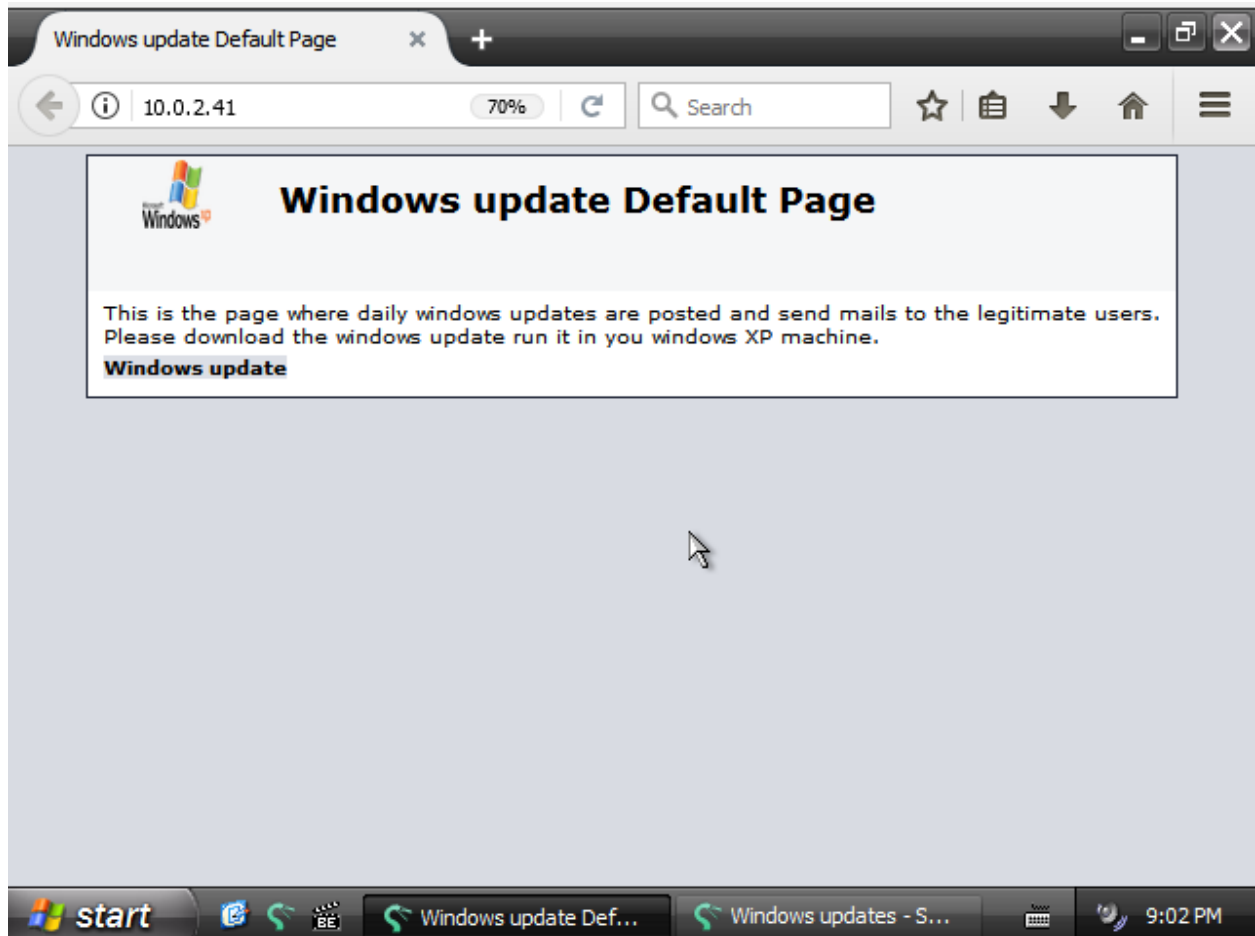 Windows update Default Page
10.0.2.41 70% Search
Windows xp
Windows update Default Page
This is the page where daily windows updates are posted and send mails to the legitimate users.
Please download the windows update run it in you windows XP machine.
Windows update
start Windows update Def... Windows updates - S... 9:02 PM